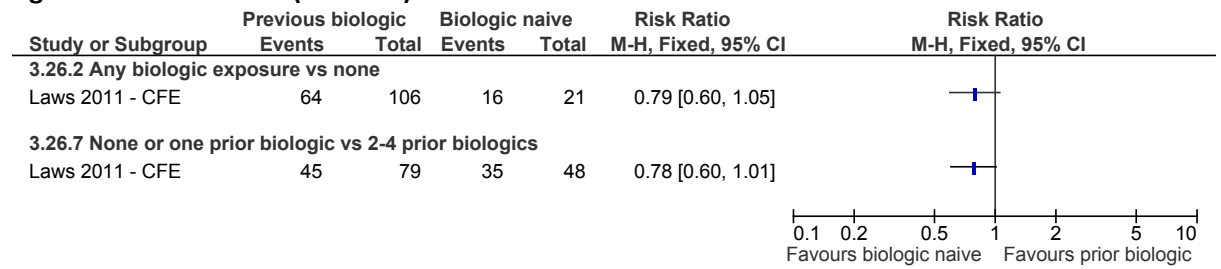 Previous biologic Biologic naive Risk Ratio Risk Ratio
Study or Subgroup Events Total Events Total M-H, Fixed, 95% CI M-H, Fixed, 95% CI
3.26.2 Any biologic exposure vs none
Laws 2011 - CFE 64 106 16 21 0.79 [0.60, 1.05]
3.26.7 None or one prior biologic vs 2-4 prior biologics
Laws 2011 - CFE 45 79 35 48 0.78 [0.60, 1.01]
0.1 0.2 0.5 1 2 5 10
Favours biologic naive Favours prior biologic